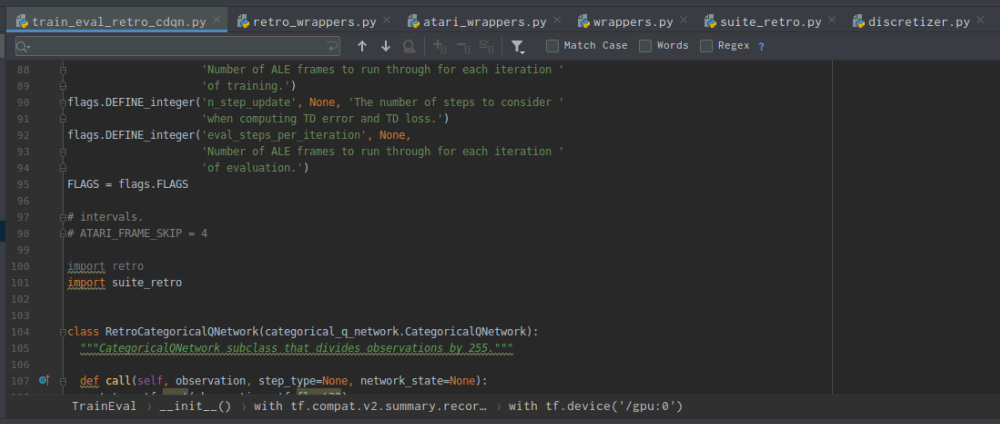 train_eval_retro_cdqn.py × retro_wrappers.py × atari_wrappers.py × wrappers.py × suite_retro.py × discretizer.py ×
Match Case Words Regex ?
88 'Number of ALE frames to run through for each iteration '
89 'of training.')
90 flags.DEFINE_integer('n_step_update', None, 'The number of steps to consider '
91 'when computing TD error and TD loss.')
92 flags.DEFINE_integer('eval_steps_per_iteration', None,
93 'Number of ALE frames to run through for each iteration '
94 'of evaluation.')
95 FLAGS = flags.FLAGS
96
97 # intervals.
98 # ATARI_FRAME_SKIP = 4
99
100 import retro
101 import suite_retro
102
103
104 class RetroCategoricalQNetwork(categorical_q_network.CategoricalQNetwork):
105 """CategoricalQNetwork subclass that divides observations by 255."""
106
107 def call(self, observation, step_type=None, network_state=None):
TrainEval › __init__() › with tf.compat.v2.summary.recor… › with tf.device('/gpu:0')